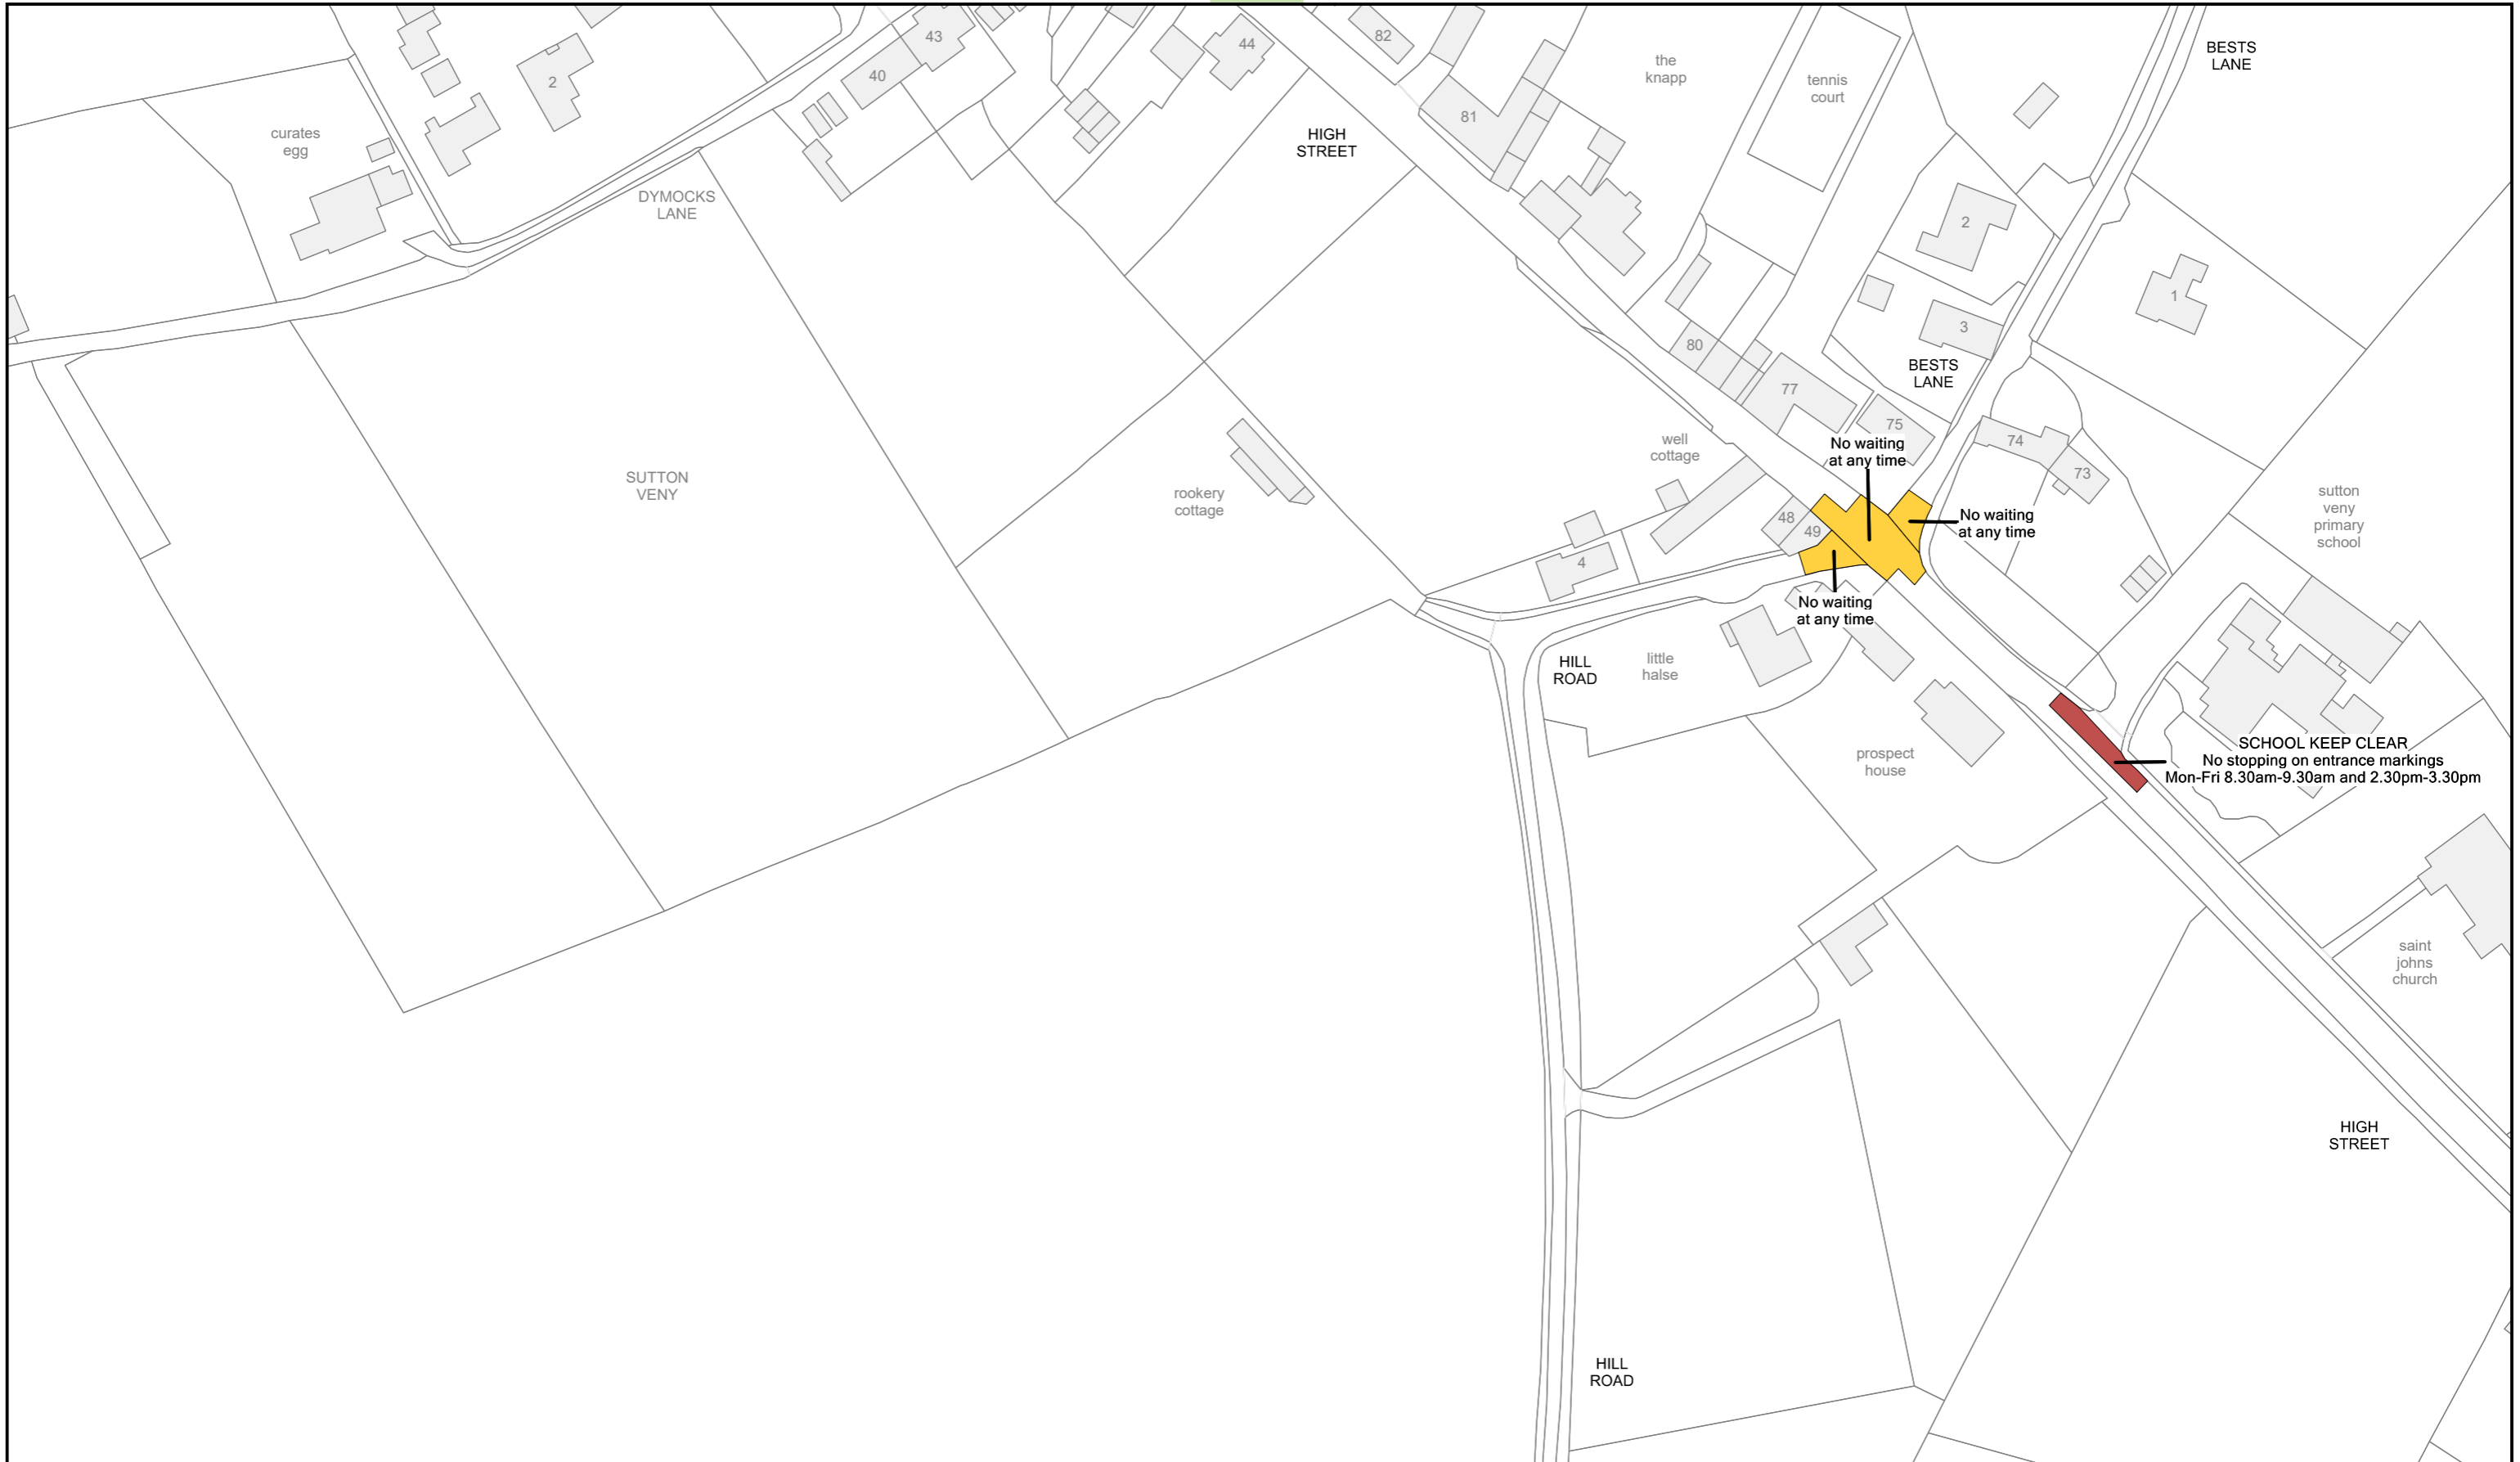 BESTS
LANE
43
44
82
the
knapp
40
2
tennis
court
81
curates
egg
HIGH
STREET
DYMOCKS
LANE
2
1
3
80
BESTS
LANE
77
75
74
No waiting
at any time
well
cottage
73
SUTTON
VENY
rookery
cottage
sutton
veny
primary
school
48
49
No waiting
at any time
4
No waiting
at any time
HILL
ROAD
little
halse
prospect
house
SCHOOL KEEP CLEAR
No stopping on entrance markings
Mon-Fri 8.30am-9.30am and 2.30pm-3.30pm
saint
johns
church
HIGH
STREET
HILL
ROAD